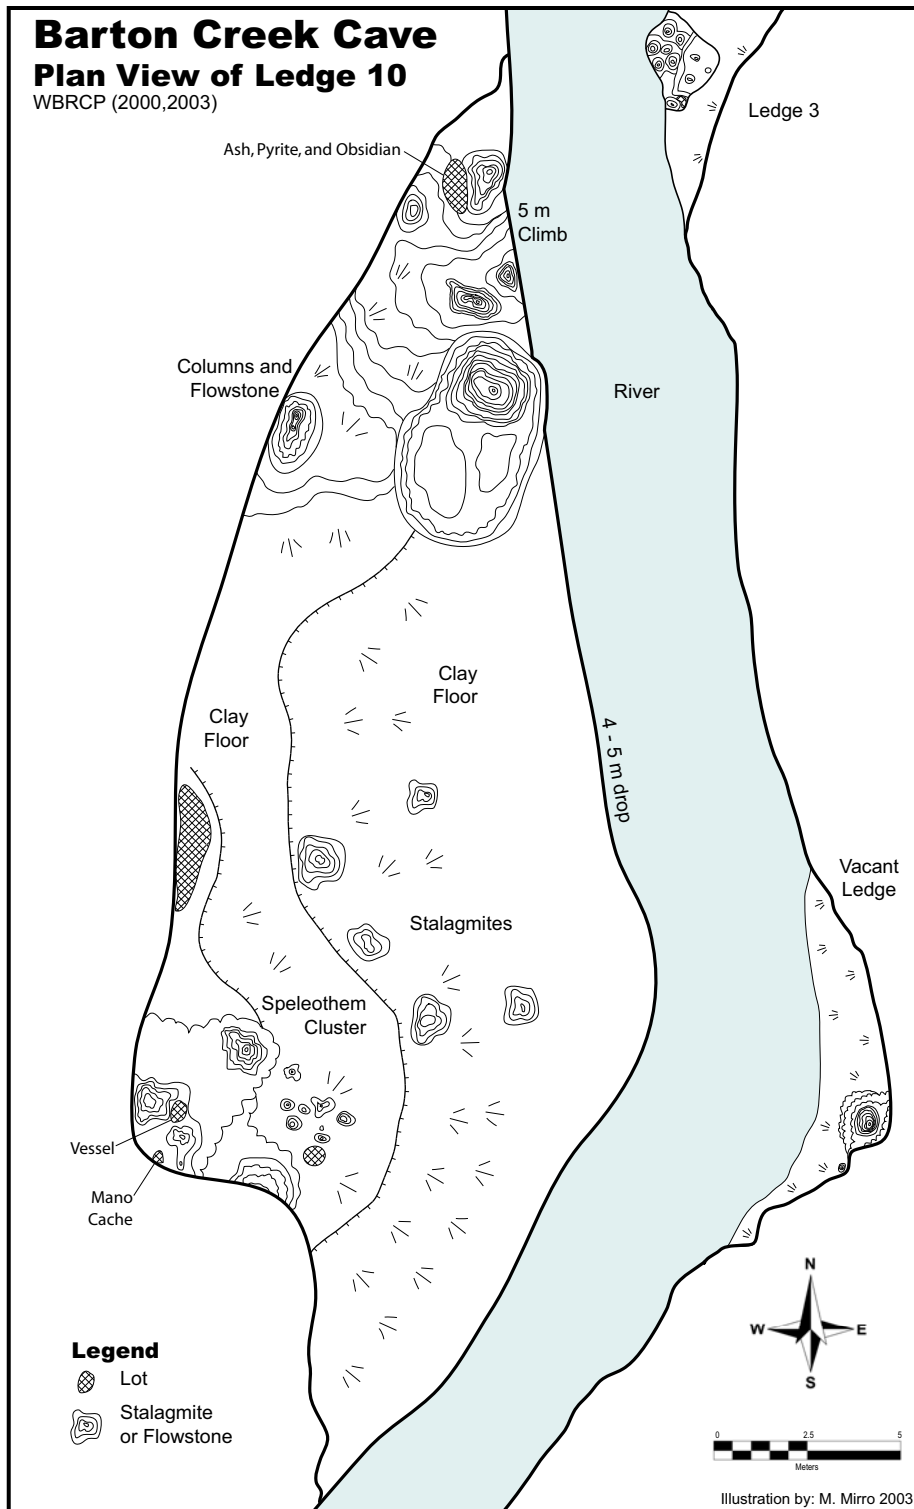 Barton Creek Cave
Plan View of Ledge 10
WBRCP (2000,2003)
Ledge 3
Ash, Pyrite, and Obsidian
5 m
Climb
Columns and
Flowstone
River
Clay
Floor
Clay
Floor
4 - 5 m drop
Vacant
Ledge
Stalagmites
Speleothem
Cluster
Vessel
Mano
Cache
N
W
E
S
Legend
Lot
Stalagmite
or Flowstone
0 2.5 5
Meters
Illustration by: M. Mirro 2003